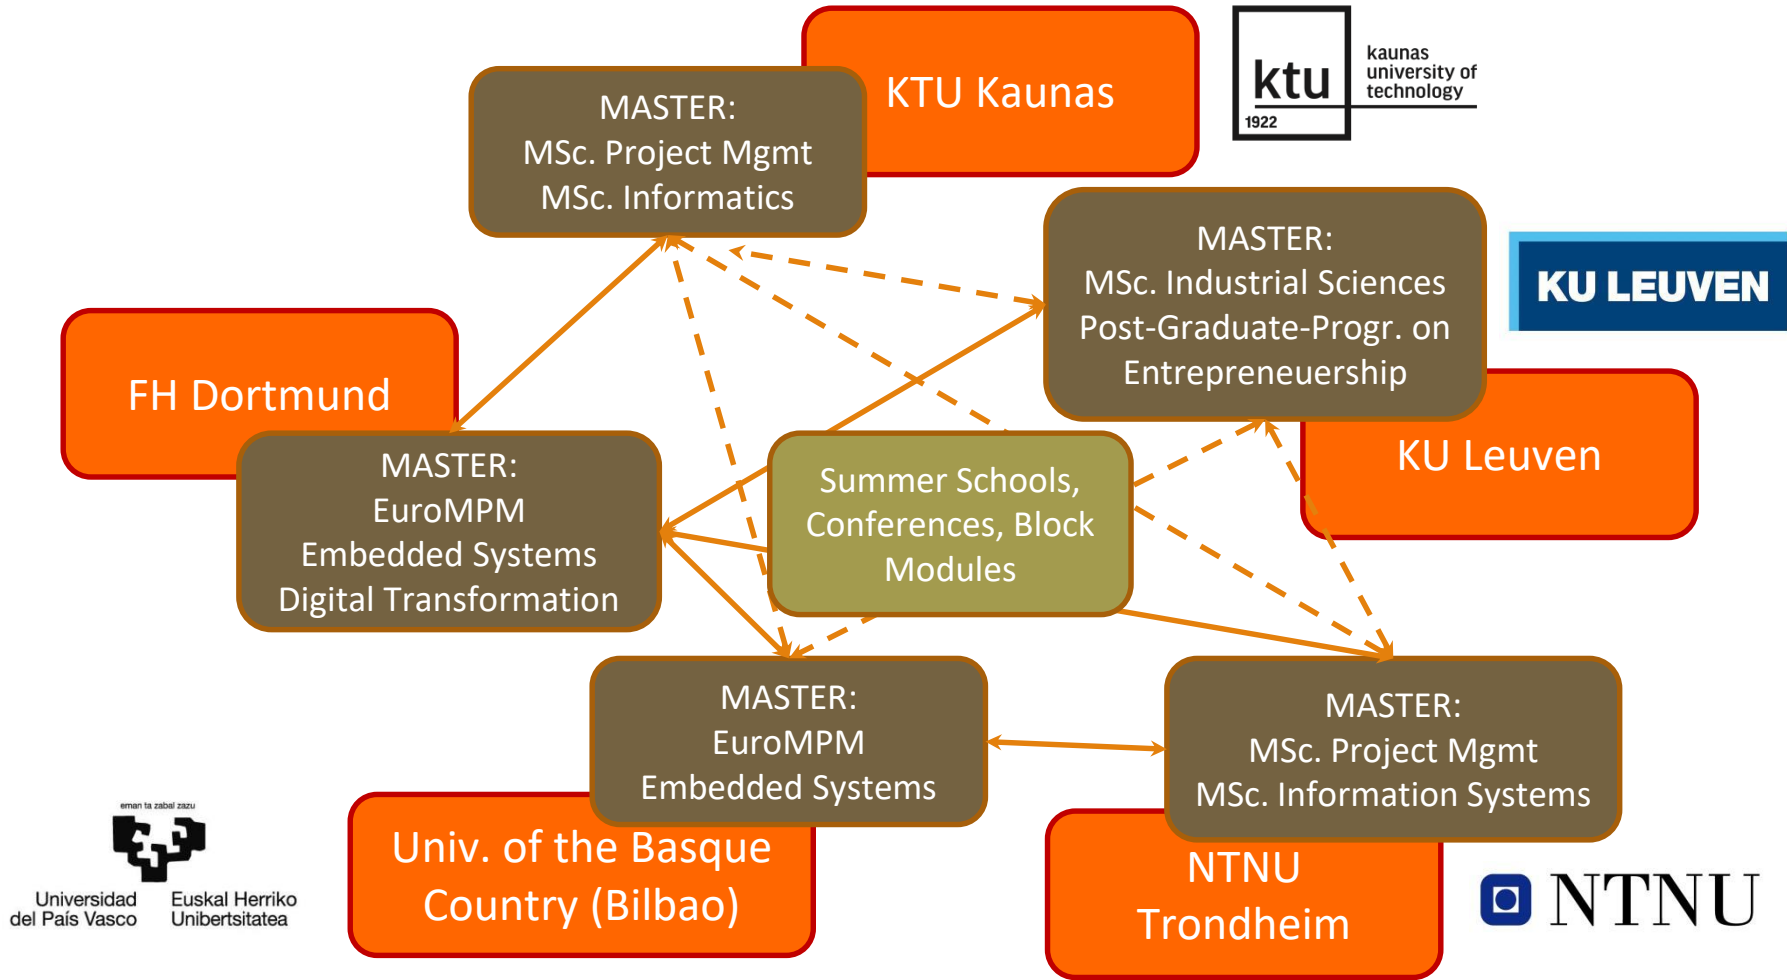 KTU Kaunas
ktu
1922
kaunas
university of
technology
MASTER:
MSc. Project Mgmt
MSc. Informatics
MASTER:
MSc. Industrial Sciences
Post-Graduate-Progr. on
Entrepreneuership
KU LEUVEN
KU Leuven
FH Dortmund
MASTER:
EuroMPM
Embedded Systems
Digital Transformation
Summer Schools,
Conferences, Block
Modules
MASTER:
EuroMPM
Embedded Systems
Univ. of the Basque
Country (Bilbao)
MASTER:
MSc. Project Mgmt
MSc. Information Systems
NTNU
Trondheim
eman ta zabal zazu
Universidad
del País Vasco
Euskal Herriko
Unibertsitatea
NTNU